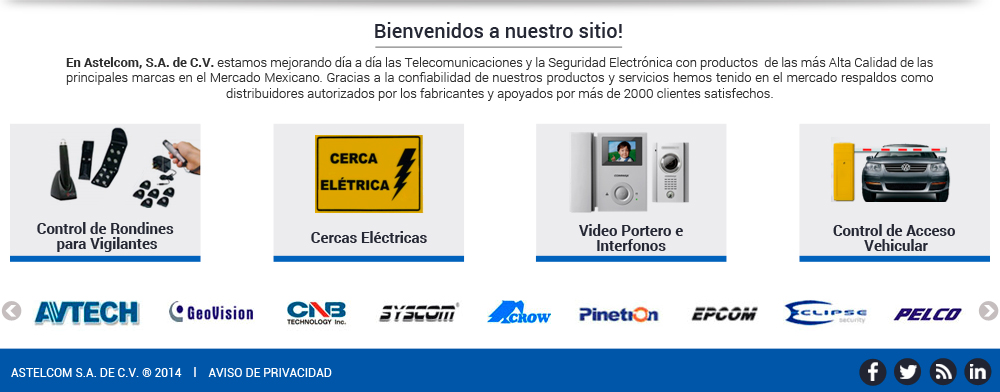 Bienvenidos a nuestro sitio!
En Astelcom, S.A. de C.V. estamos mejorando día a día las Telecomunicaciones y la Seguridad Electrónica con productos de las más Alta Calidad de las
principales marcas en el Mercado Mexicano. Gracias a la confiabilidad de nuestros productos y servicios hemos tenido en el mercado respaldos como
distribuidores autorizados por los fabricantes y apoyados por más de 2000 clientes satisfechos.
CERCA
ELÉTRICA
Control de Rondines
para Vigilantes
Cercas Eléctricas
Video Portero e
Interfonos
Control de Acceso
Vehicular
AVTECH
GeoVision
CNB
TECHNOLOGY Inc.
SYSCOM®
CROW
Pinetron
EPCOM
ECLIPSE
security
PELCO
ASTELCOM S.A. DE C.V. ® 2014 | AVISO DE PRIVACIDAD